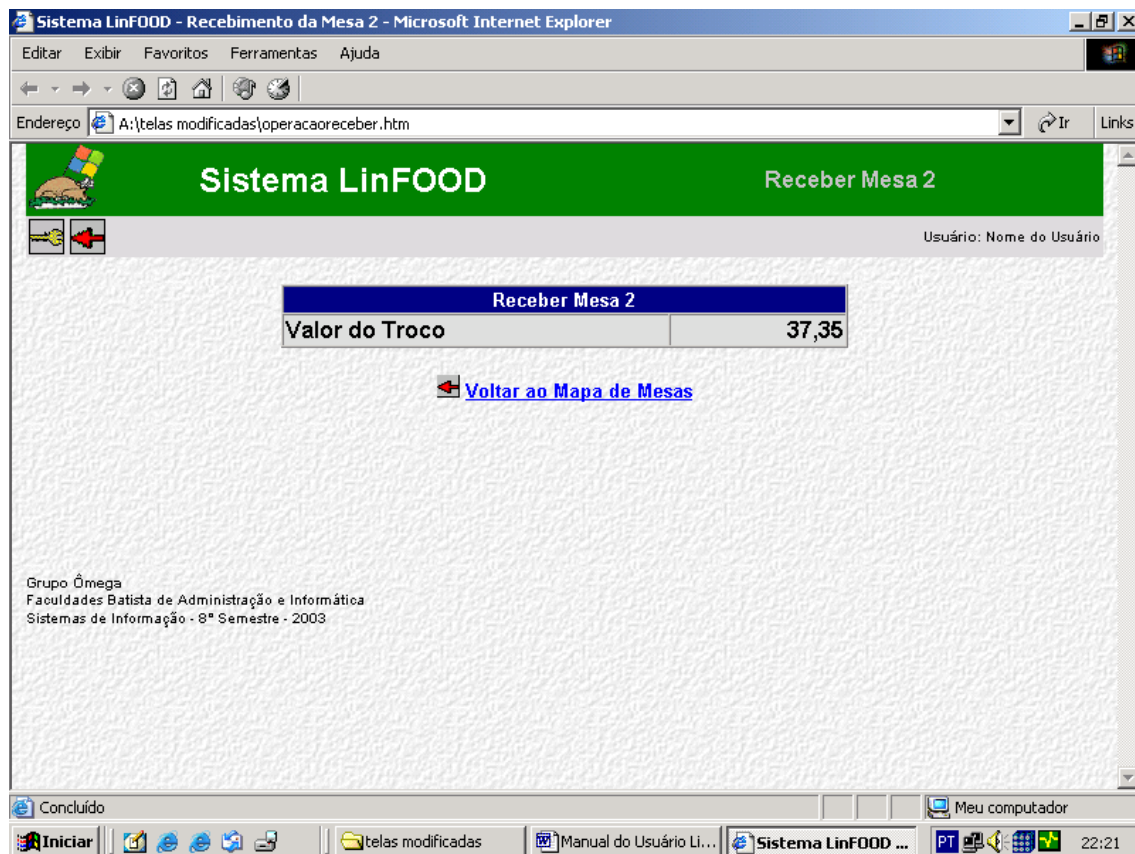 Sistema LinFOOD - Recebimento da Mesa 2 - Microsoft Internet Explorer
Editar Exibir Favoritos Ferramentas Ajuda
Endereço A:\telas modificadas\operacaoreceber.htm Ir Links
Sistema LinFOOD Receber Mesa 2
Usuário: Nome do Usuário
Receber Mesa 2
Valor do Troco 37,35
Voltar ao Mapa de Mesas
Grupo Ômega
Faculdades Batista de Administração e Informática
Sistemas de Informação - 8º Semestre - 2003
Concluído Meu computador
Iniciar telas modificadas Manual do Usuário Li... Sistema LinFOOD ... PT 22:21